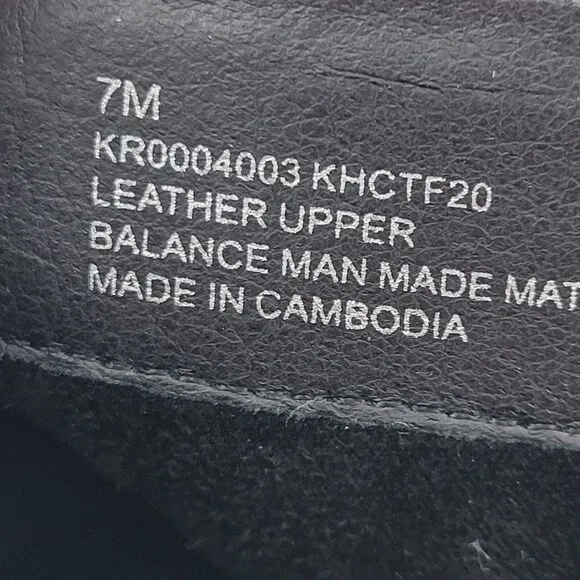 7M
KR0004003 KHCTF20
LEATHER UPPER
BALANCE MAN MADE MAT
MADE IN CAMBODIA